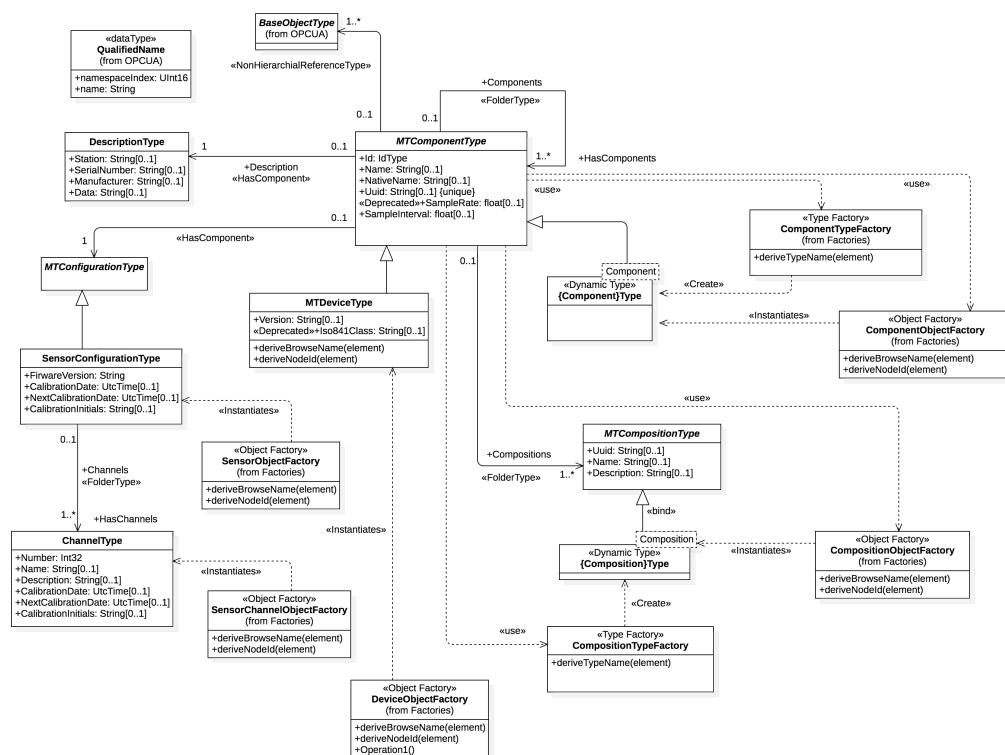 «dataType»
QualifiedName
(from OPCUA)
+namespaceIndex: UInt16
+name: String
BaseObjectType
(from OPCUA)
1..*
«NonHierarchialReferenceType»
0..1
+Components
«FolderType»
0..1
1..*
+HasComponents
DescriptionType
+Station: String[0..1]
+SerialNumber: String[0..1]
+Manufacturer: String[0..1]
+Data: String[0..1]
1
0..1
+Description
«HasComponent»
MTComponentType
+Id: IdType
+Name: String[0..1]
+NativeName: String[0..1]
+Uuid: String[0..1] {unique}
«Deprecated»+SampleRate: float[0..1]
+SampleInterval: float[0..1]
«use»
«use»
0..1
1
«HasComponent»
0..1
«Type Factory»
ComponentTypeFactory
(from Factories)
+deriveTypeName(element)
MTConfigurationType
Component
«Dynamic Type»
{Component}Type
«Create»
«Instantiates»
«Object Factory»
ComponentObjectFactory
(from Factories)
+deriveBrowseName(element)
+deriveNodeId(element)
MTDeviceType
+Version: String[0..1]
«Deprecated»+Iso841Class: String[0..1]
+deriveBrowseName(element)
+deriveNodeId(element)
SensorConfigurationType
+FirwareVersion: String
+CalibrationDate: UtcTime[0..1]
+NextCalibrationDate: UtcTime[0..1]
+CalibrationInitials: String[0..1]
«Instantiates»
«use»
0..1
«Object Factory»
SensorObjectFactory
(from Factories)
+deriveBrowseName(element)
+deriveNodeId(element)
MTCompositionType
+Uuid: String[0..1]
+Name: String[0..1]
+Description: String[0..1]
+Compositions
«FolderType»
1..*
+Channels
«FolderType»
1..*
+HasChannels
«bind»
ChannelType
+Number: Int32
+Name: String[0..1]
+Description: String[0..1]
+CalibrationDate: UtcTime[0..1]
+NextCalibrationDate: UtcTime[0..1]
+CalibrationInitials: String[0..1]
«Instantiates»
«Instantiates»
Composition
«Dynamic Type»
{Composition}Type
«Instantiates»
«Object Factory»
CompositionObjectFactory
(from Factories)
+deriveBrowseName(element)
+deriveNodeId(element)
«Object Factory»
SensorChannelObjectFactory
(from Factories)
+deriveBrowseName(element)
+deriveNodeId(element)
«Create»
«use»
«Type Factory»
CompositionTypeFactory
+deriveTypeName(element)
«Object Factory»
DeviceObjectFactory
(from Factories)
+deriveBrowseName(element)
+deriveNodeId(element)
+Operation1()